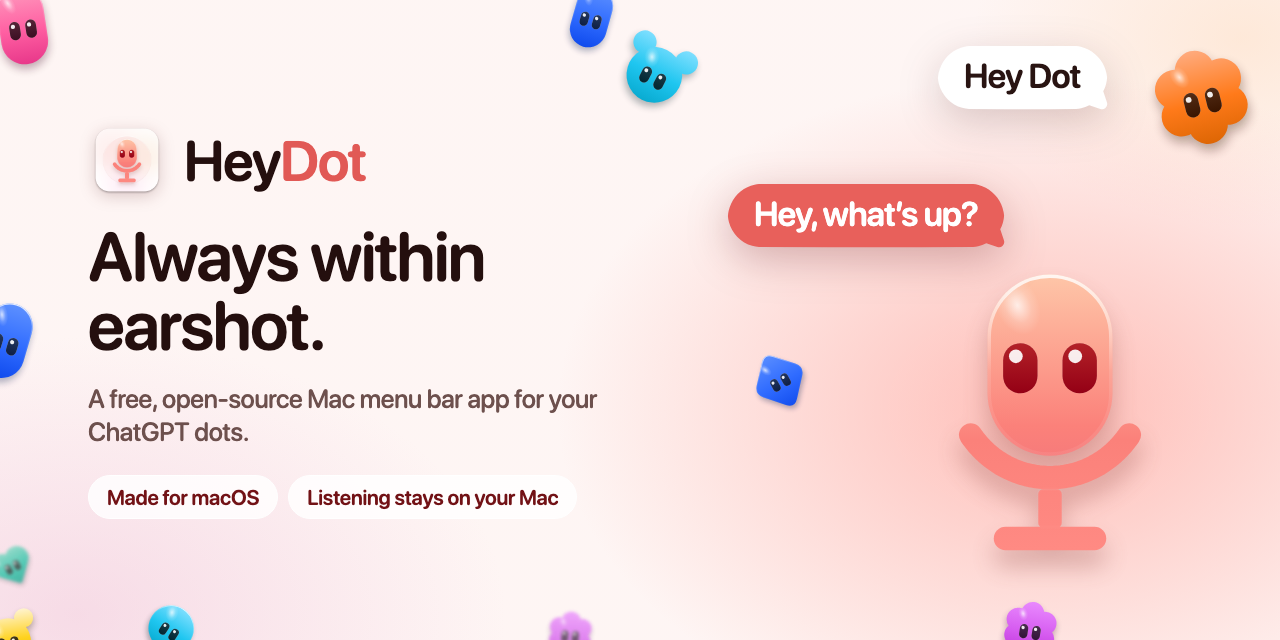 HeyDot
Always within
earshot.
A free, open-source Mac menu bar app for your
ChatGPT dots.
Made for macOS
Listening stays on your Mac
Hey Dot
Hey, what’s up?